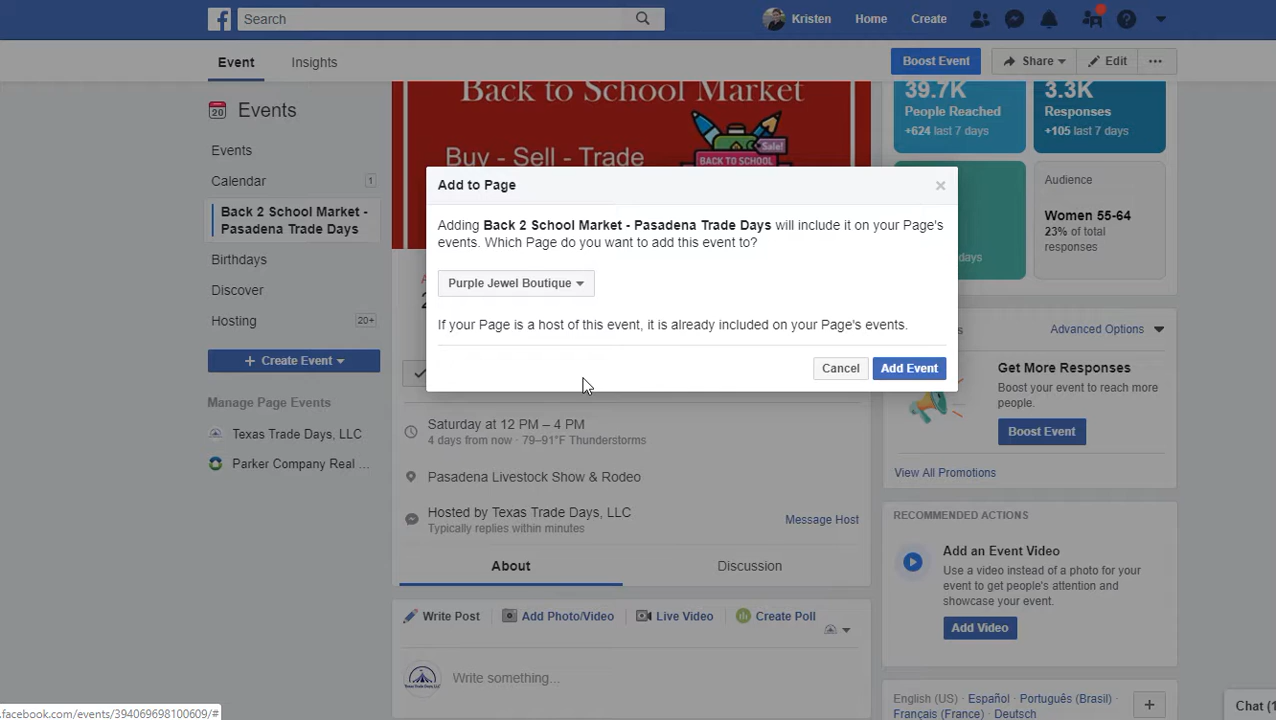 Search
Kristen
Home
Create
Event
Insights
Boost Event
Share
Edit
20
Events
Events
Calendar
1
Back 2 School Market -
Pasadena Trade Days
Birthdays
Discover
Hosting
20+
Create Event
Manage Page Events
Texas Trade Days, LLC
Parker Company Real ...
Back to School Market
Buy - Sell - Trade
Sale!
BACK TO SCHOOL
39.7K
People Reached
+624 last 7 days
3.3K
Responses
+105 last 7 days
days
Audience
Women 55-64
23% of total
responses
Add to Page
Adding Back 2 School Market - Pasadena Trade Days will include it on your Page's
events. Which Page do you want to add this event to?
Purple Jewel Boutique
If your Page is a host of this event, it is already included on your Page's events.
Cancel
Add Event
Saturday at 12 PM – 4 PM
4 days from now · 79–91°F Thunderstorms
Pasadena Livestock Show & Rodeo
Hosted by Texas Trade Days, LLC
Typically replies within minutes
Message Host
About
Discussion
Write Post
Add Photo/Video
Live Video
Create Poll
Write something...
Advanced Options
Get More Responses
Boost your event to reach more
people.
Boost Event
View All Promotions
RECOMMENDED ACTIONS
Add an Event Video
Use a video instead of a photo for your
event to get people's attention and
showcase your event.
Add Video
English (US) · Español · Português (Brasil) ·
Français (France) · Deutsch
Chat (1
.facebook.com/events/394069698100609/#